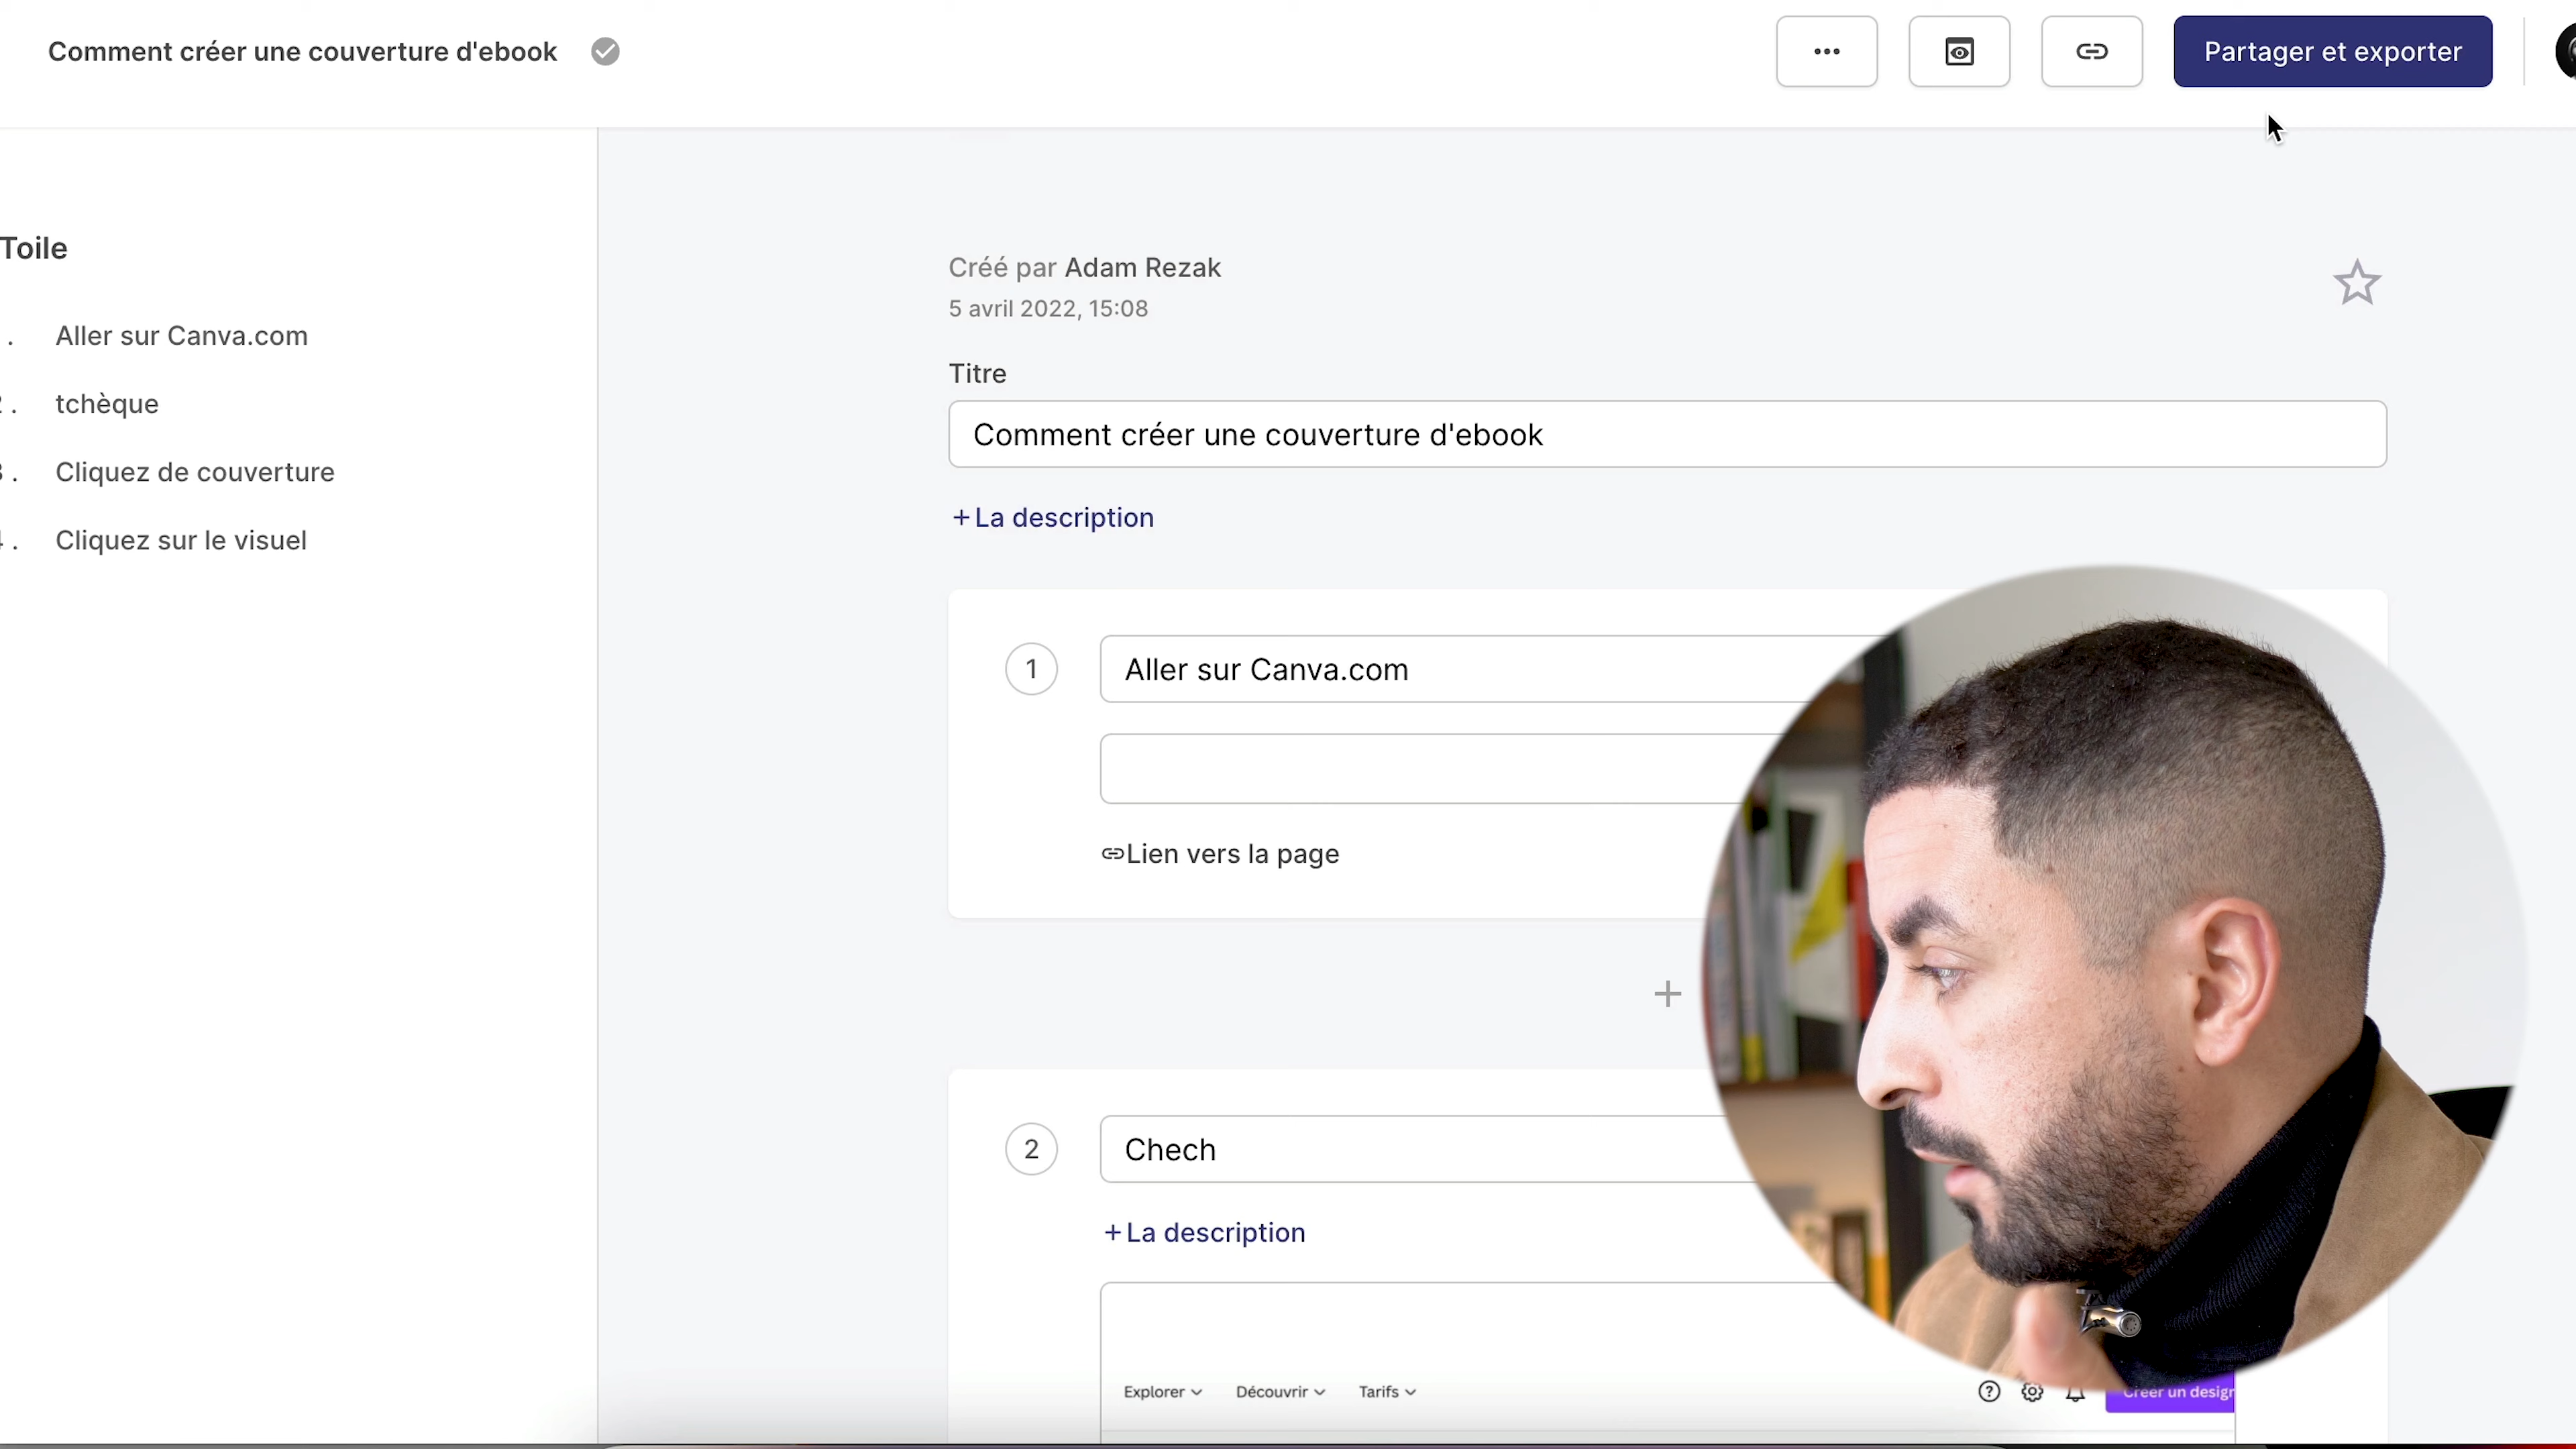 Comment créer une couverture d'ebook
Partager et exporter
Toile
. Aller sur Canva.com
. tchèque
. Cliquez de couverture
. Cliquez sur le visuel
Créé par Adam Rezak
5 avril 2022, 15:08
Titre
Comment créer une couverture d'ebook
+ La description
1 Aller sur Canva.com
Lien vers la page
2 Chech
+ La description
Explorer Découvrir Tarifs
Créer un design